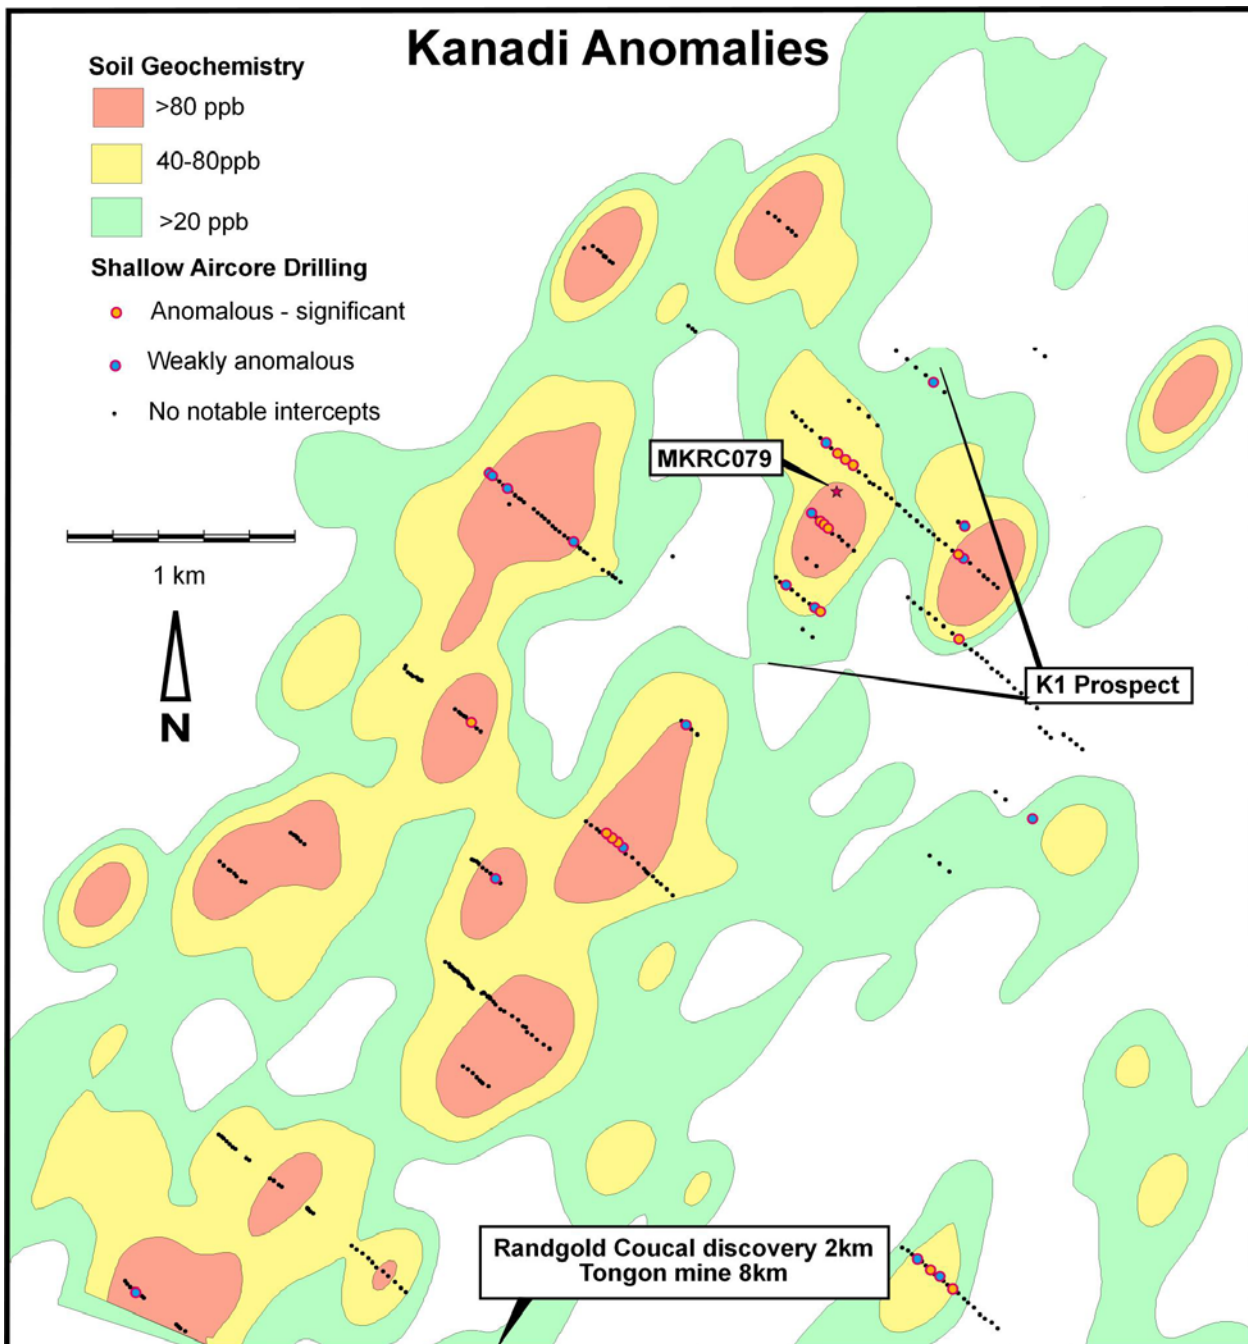 Kanadi Anomalies
Soil Geochemistry
>80 ppb
40-80ppb
>20 ppb
Shallow Aircore Drilling
Anomalous - significant
Weakly anomalous
No notable intercepts
MKRC079
1 km
N
K1 Prospect
Randgold Coucal discovery 2km
Tongon mine 8km